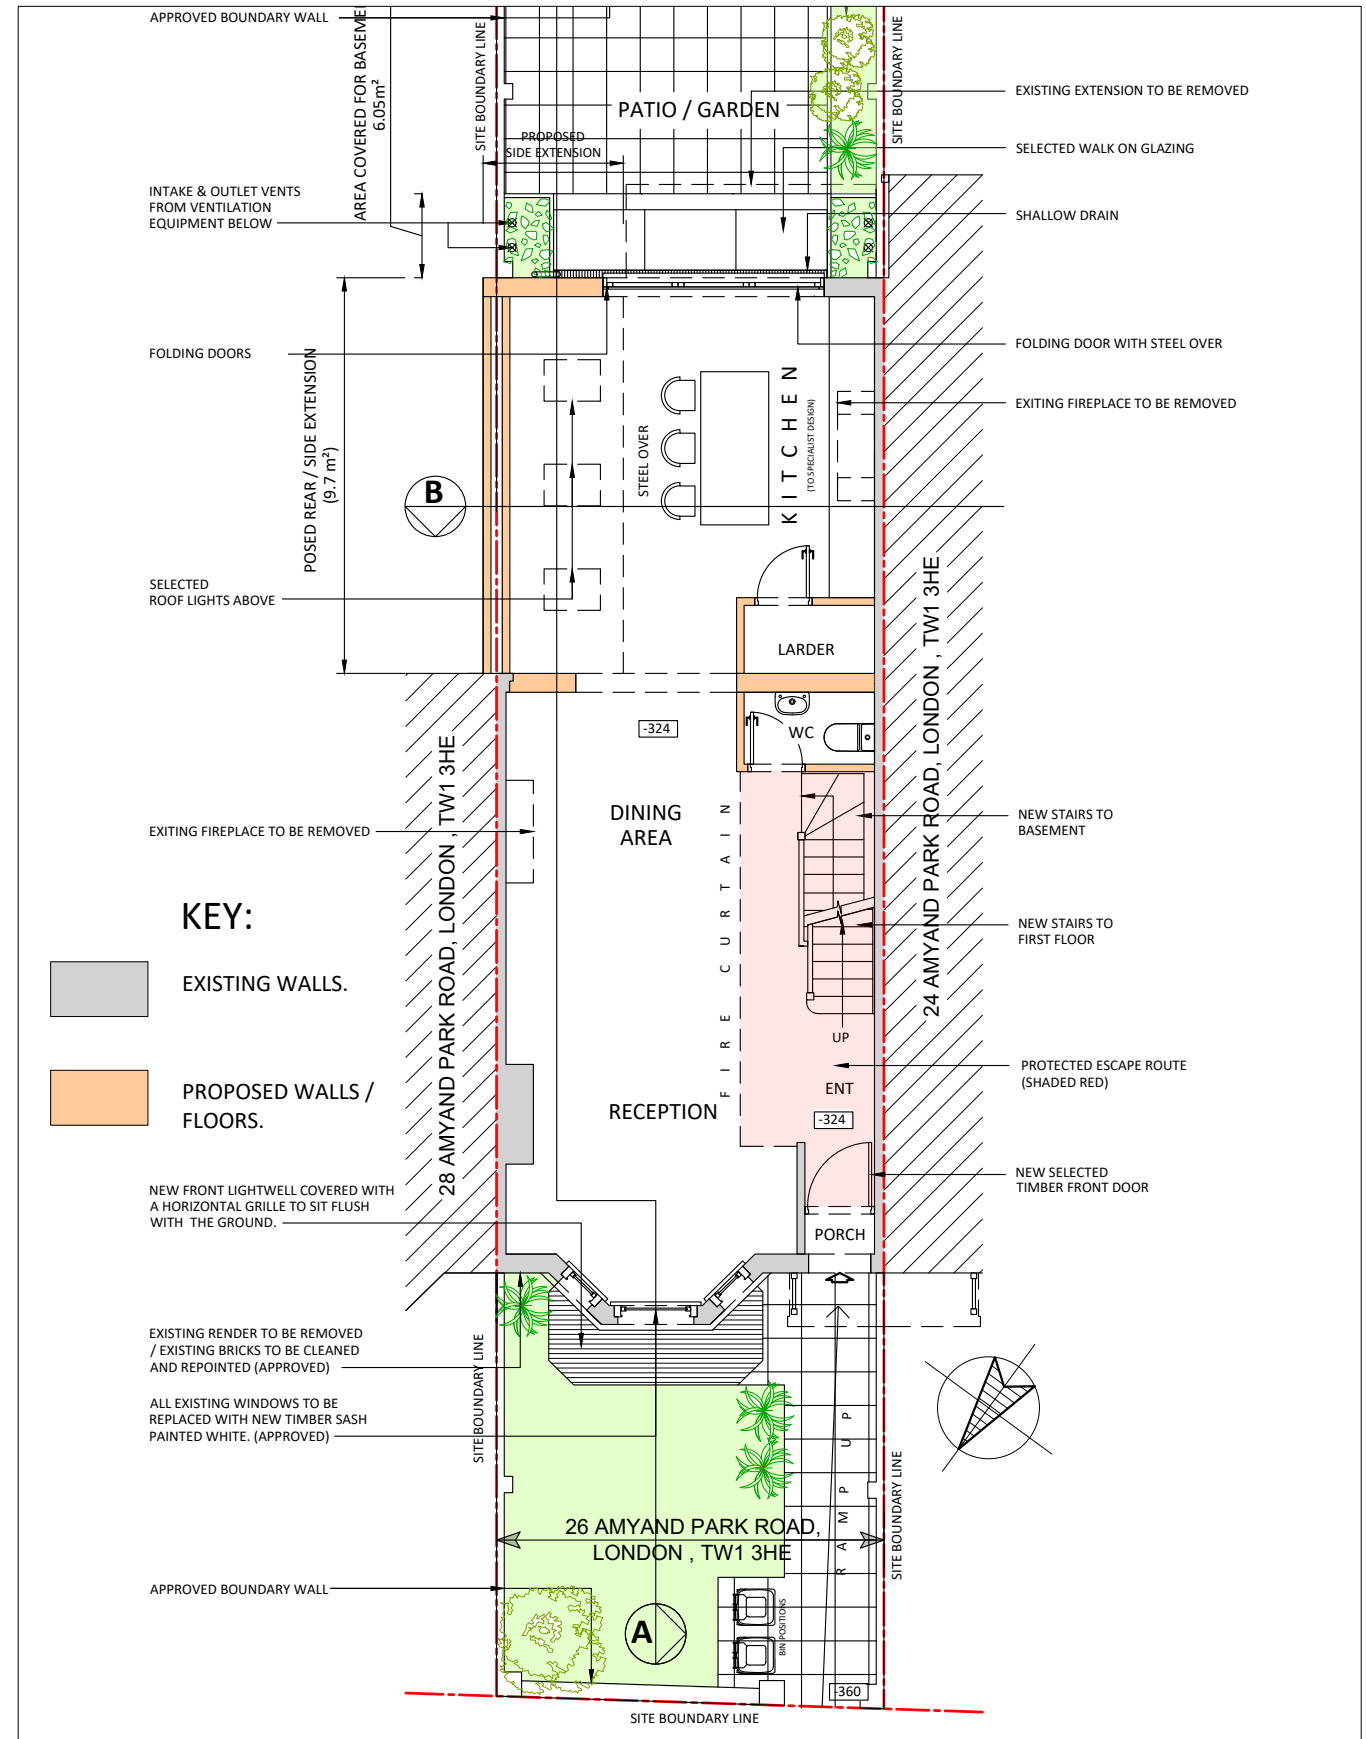 APPROVED BOUNDARY WALL
AREA COVERED FOR BASEME
6.05m²
SITE BOUNDARY LINE
SITE BOUNDARY LINE
PATIO / GARDEN
PROPOSED
SIDE EXTENSION
EXISTING EXTENSION TO BE REMOVED
SELECTED WALK ON GLAZING
INTAKE & OUTLET VENTS
FROM VENTILATION
EQUIPMENT BELOW
SHALLOW DRAIN
FOLDING DOORS
FOLDING DOOR WITH STEEL OVER
POSED REAR / SIDE EXTENSION
(9.7 m²)
STEEL OVER
KITCHEN
(TO SPECIALIST DESIGN)
EXITING FIREPLACE TO BE REMOVED
B
SELECTED
ROOF LIGHTS ABOVE
LARDER
24 AMYAND PARK ROAD, LONDON , TW1 3HE
-324
WC
28 AMYAND PARK ROAD, LONDON , TW1 3HE
DINING
AREA
FIRE CURTAIN
EXITING FIREPLACE TO BE REMOVED
NEW STAIRS TO
BASEMENT
KEY:
NEW STAIRS TO
FIRST FLOOR
EXISTING WALLS.
UP
PROPOSED WALLS /
FLOORS.
PROTECTED ESCAPE ROUTE
(SHADED RED)
ENT
RECEPTION
-324
NEW FRONT LIGHTWELL COVERED WITH
A HORIZONTAL GRILLE TO SIT FLUSH
WITH THE GROUND.
NEW SELECTED
TIMBER FRONT DOOR
PORCH
EXISTING RENDER TO BE REMOVED
/ EXISTING BRICKS TO BE CLEANED
AND REPOINTED (APPROVED)
SITE BOUNDARY LINE
ALL EXISTING WINDOWS TO BE
REPLACED WITH NEW TIMBER SASH
PAINTED WHITE. (APPROVED)
RAMP UP
SITE BOUNDARY LINE
26 AMYAND PARK ROAD,
LONDON , TW1 3HE
APPROVED BOUNDARY WALL
A
BIN POSITIONS
-360
SITE BOUNDARY LINE